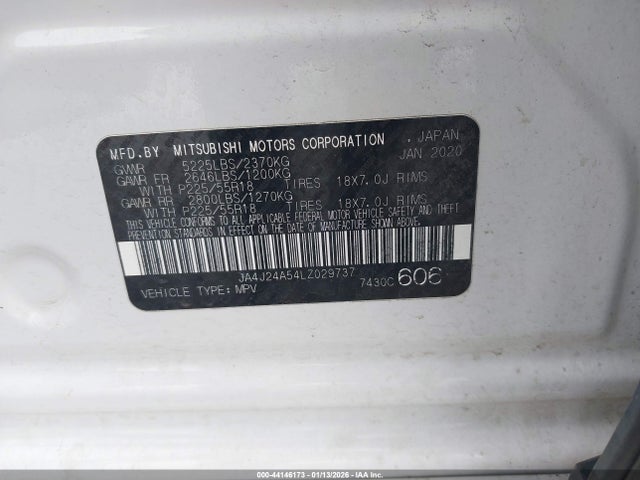 MFD.BY MITSUBISHI MOTORS CORPORATION . JAPAN
GVWR 5225LBS/2370KG JAN 2020
GAWR FR 2646LBS/1200KG
WITH P225/55R18 TIRES 18X7.0J RIMS
GAWR RR 2800LBS/1270KG
WITH P225/55R18 TIRES 18X7.0J RIMS
THIS VEHICLE CONFORMS TO ALL APPLICABLE FEDERAL MOTOR VEHICLE SAFETY AND THEFT
PREVENTION STANDARDS IN EFFECT ON THE DATE OF MANUFACTURE SHOWN ABOVE.
JA4J24A54LZ029737
VEHICLE TYPE: MPV 7430C 606
000-44146173 | 01/13/2026 - IAA Inc.